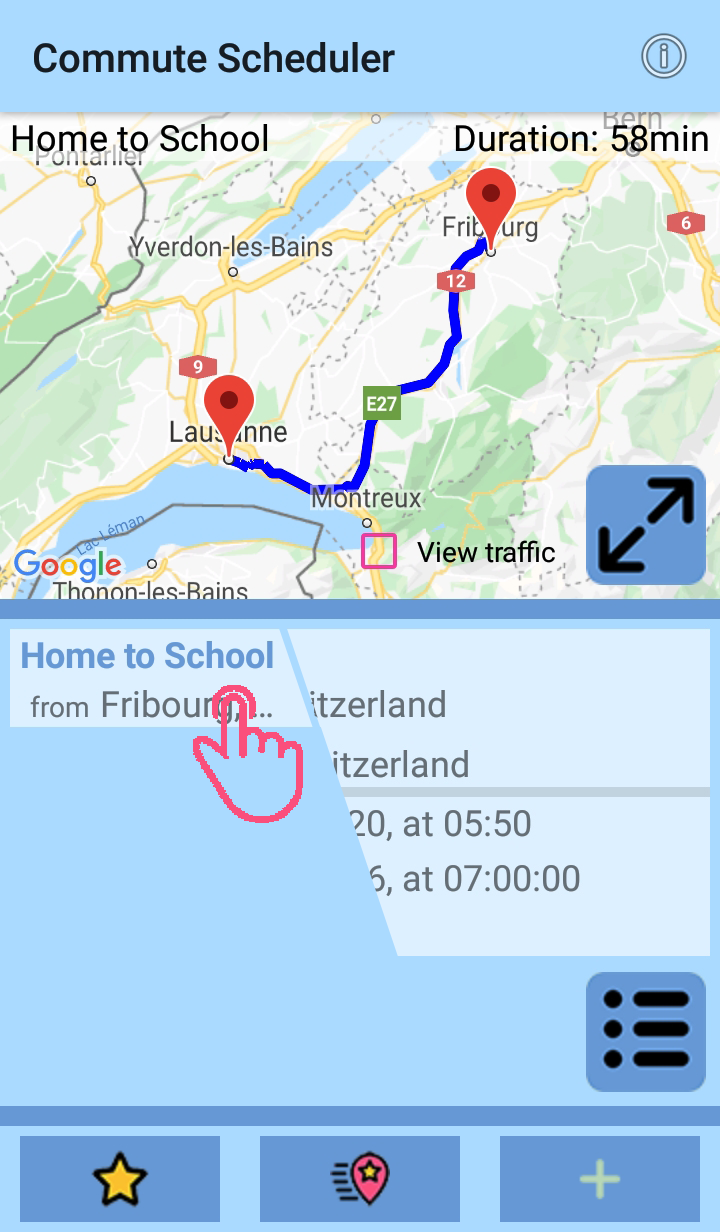 Commute Scheduler
Home to School
Duration: 58min
Bern
Pontarlier
Fribourg
6
Yverdon-les-Bains
12
9
E27
Lausanne
Montreux
Lac Léman
View traffic
Google
Thonon-les-Bains
Home to School
from Fribourg,...
itzerland
itzerland
20, at 05:50
6, at 07:00:00